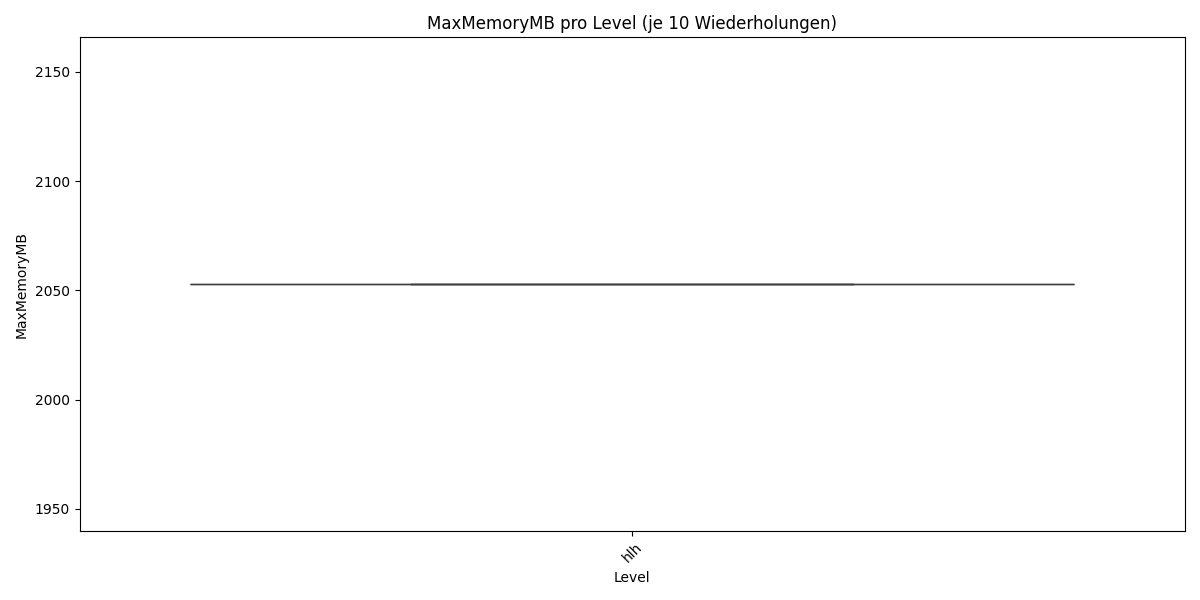 MaxMemoryMB pro Level (je 10 Wiederholungen)
2150
2100
2050
2000
1950
MaxMemoryMB
hlh
Level